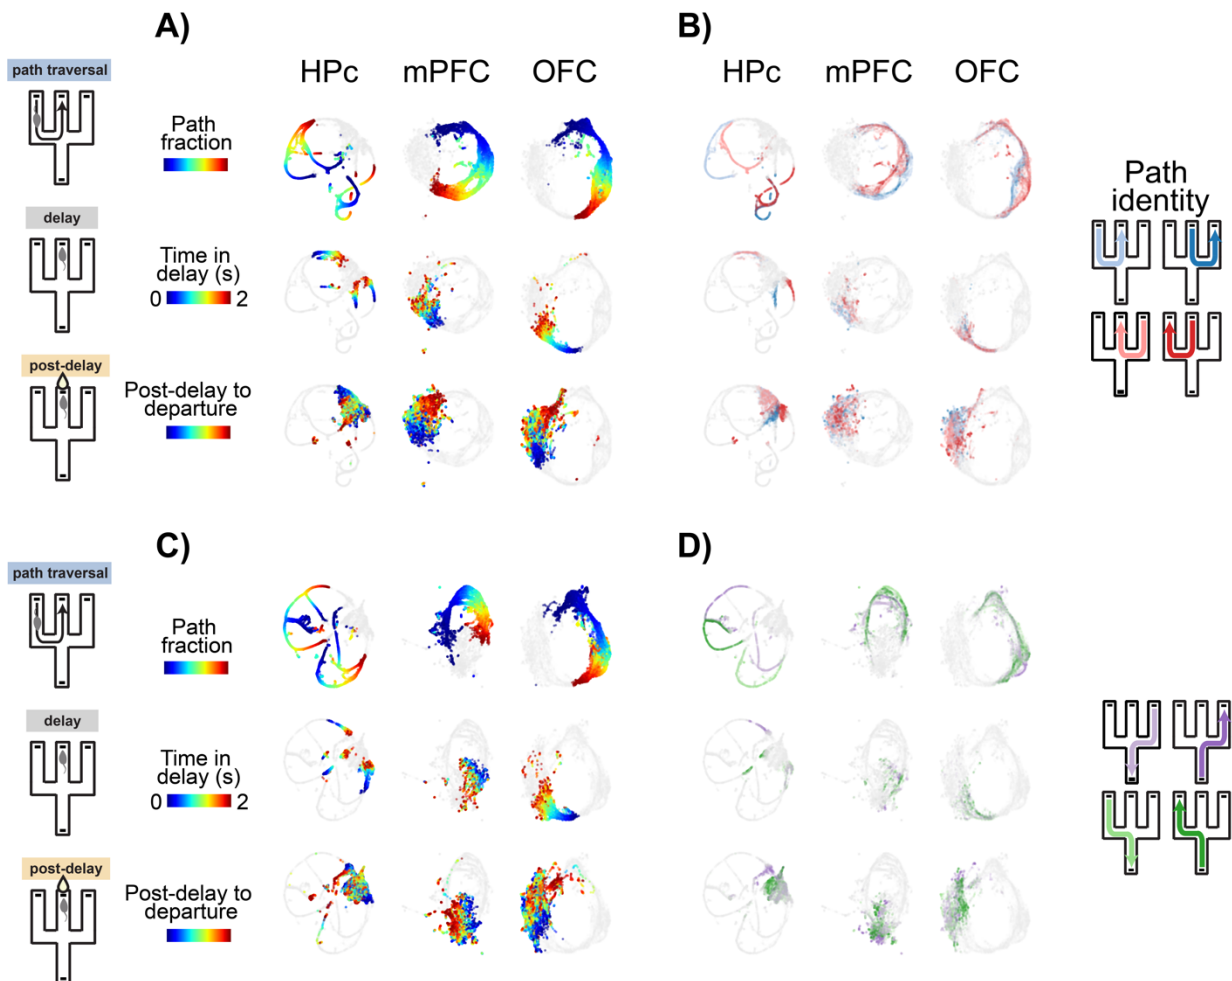 A)
B)
HPc
mPFC
OFC
HPc
mPFC
OFC
path traversal
Path
fraction
Path
identity
delay
Time in
delay (s)
0
2
post-delay
Post-delay to
departure
C)
D)
path traversal
Path
fraction
delay
Time in
delay (s)
0
2
post-delay
Post-delay to
departure